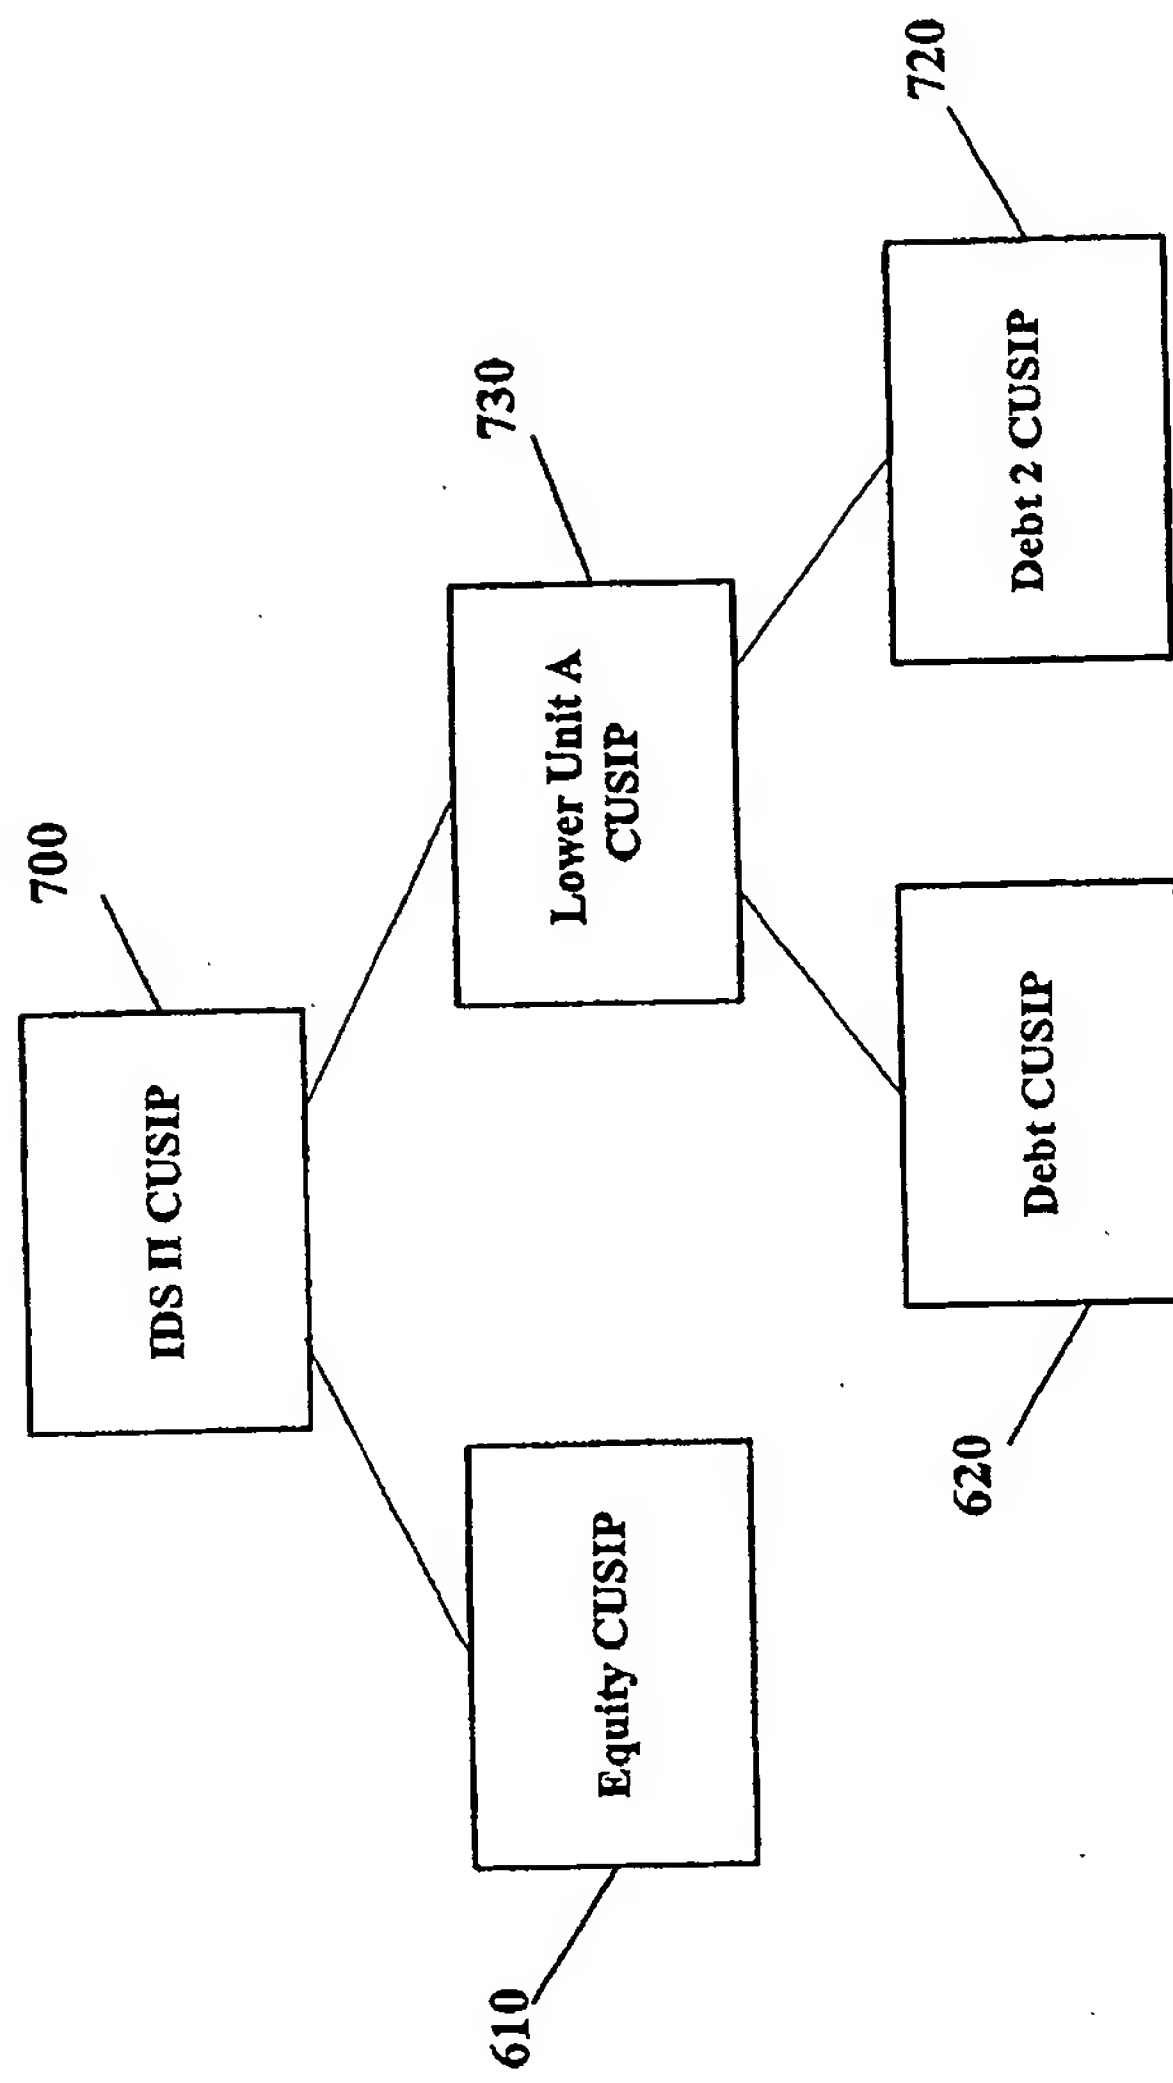 700
IDS II CUSIP
730
610
Equity CUSIP
Lower Unit A
CUSIP
720
620
Debt CUSIP
Debt 2 CUSIP